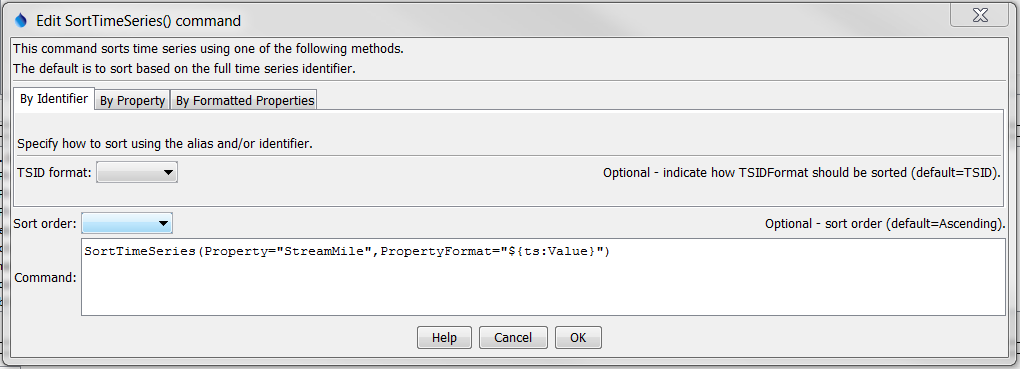 Edit SortTimeSeries() command
This command sorts time series using one of the following methods.
The default is to sort based on the full time series identifier.
By Identifier By Property By Formatted Properties
Specify how to sort using the alias and/or identifier.
TSID format: Optional - indicate how TSIDFormat should be sorted (default=TSID).
Sort order: Optional - sort order (default=Ascending).
SortTimeSeries(Property="StreamMile",PropertyFormat="${ts:Value}")
Command:
Help Cancel OK